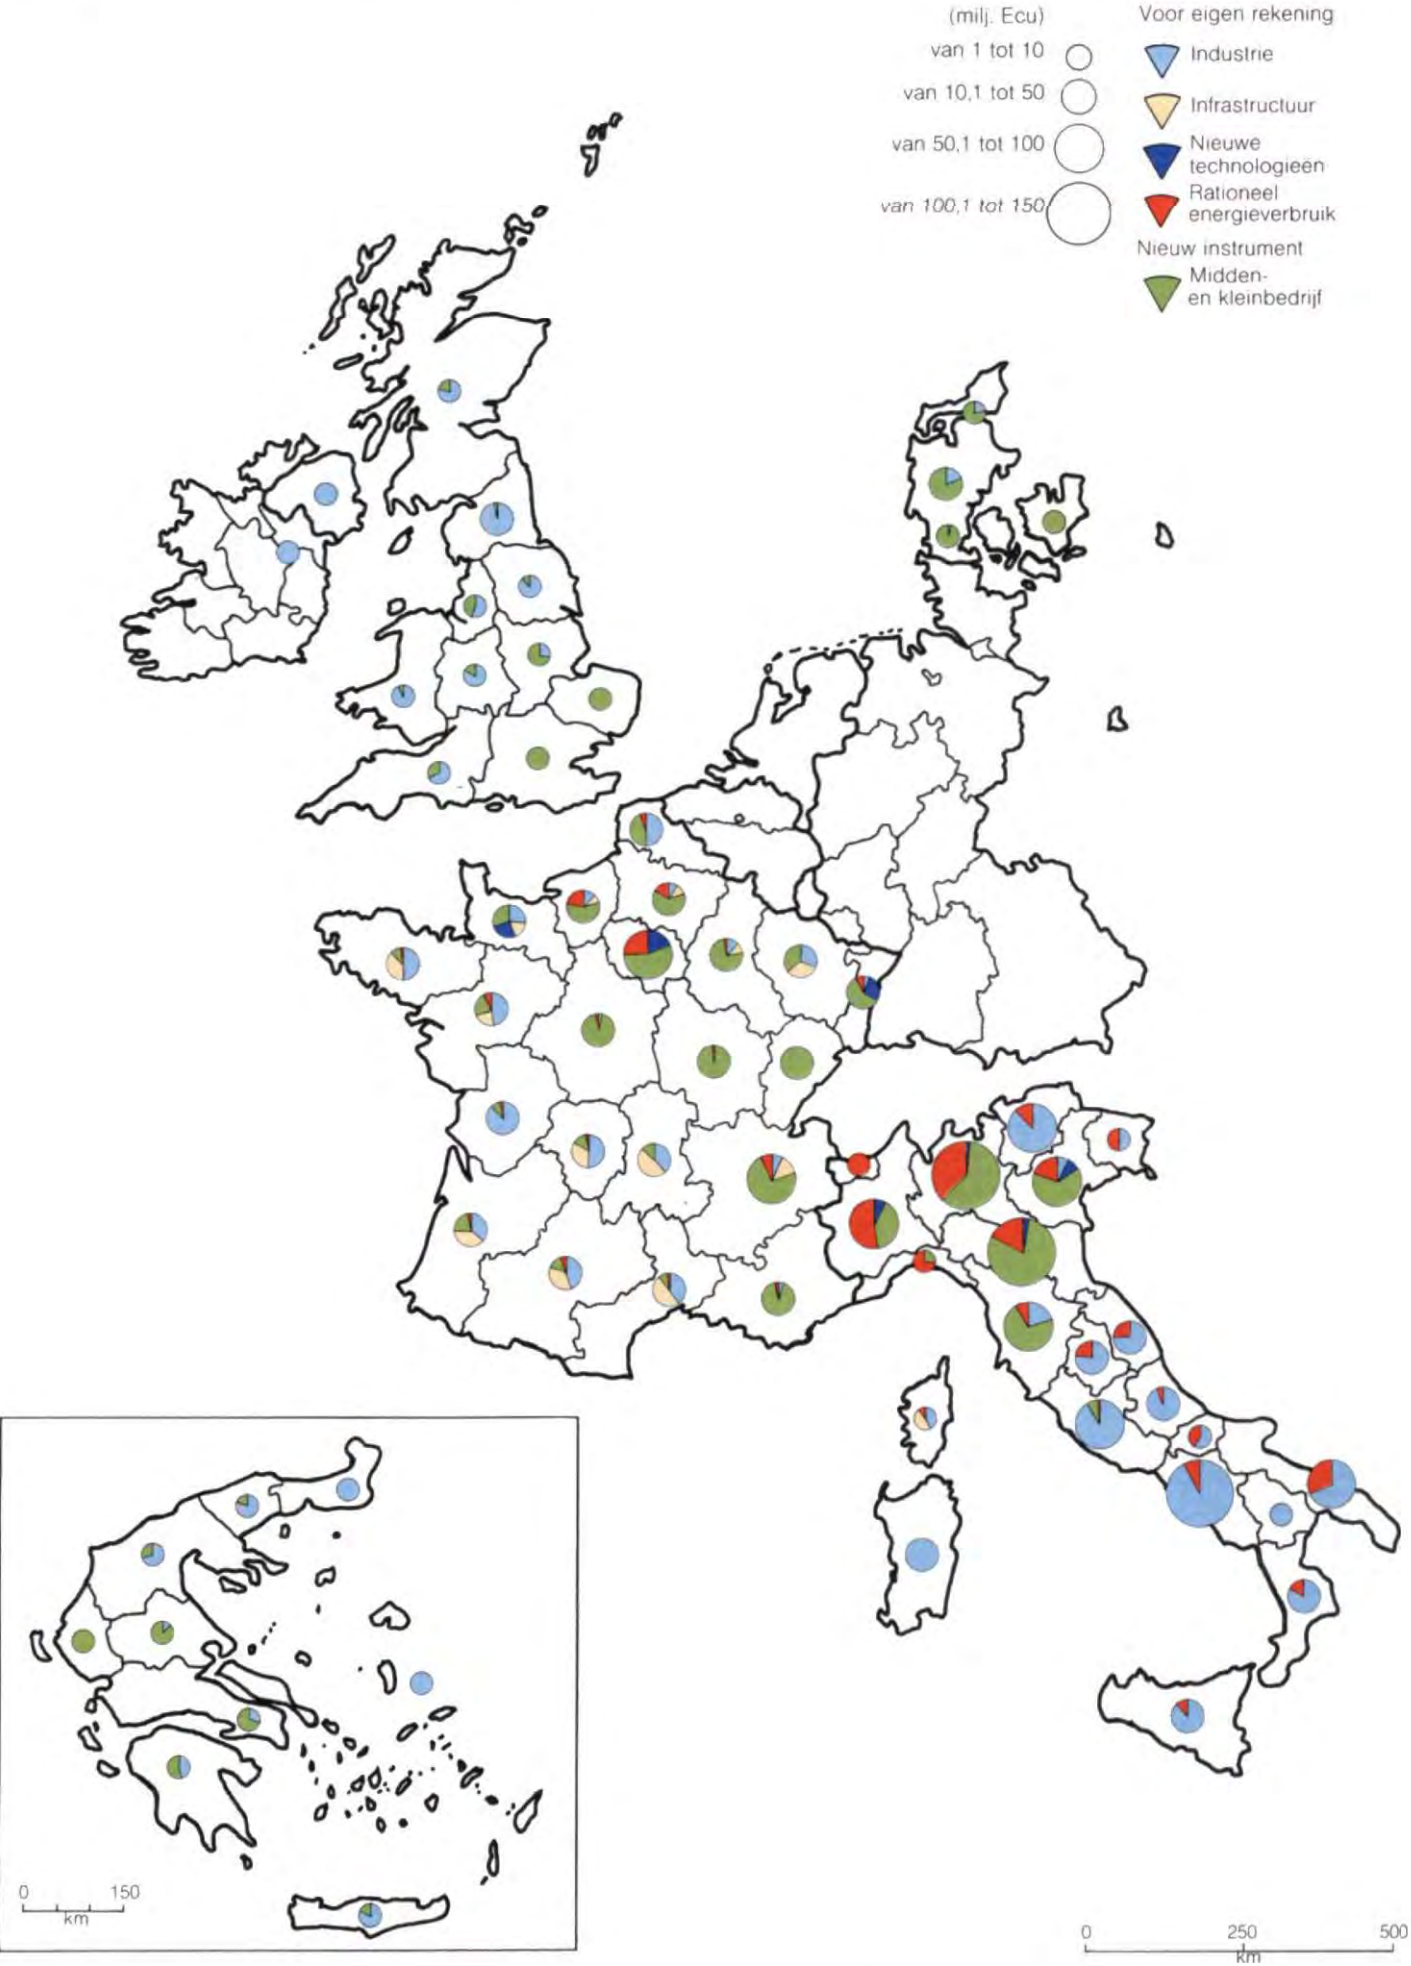 (milj. Ecu)
van 1 tot 10
van 10,1 tot 50
van 50,1 tot 100
van 100,1 tot 150
Voor eigen rekening
Industrie
Infrastructuur
Nieuwe
technologieën
Rationeel
energieverbruik
Nieuw instrument
Midden-
en kleinbedrijf
0 150
km
0 250 500
km